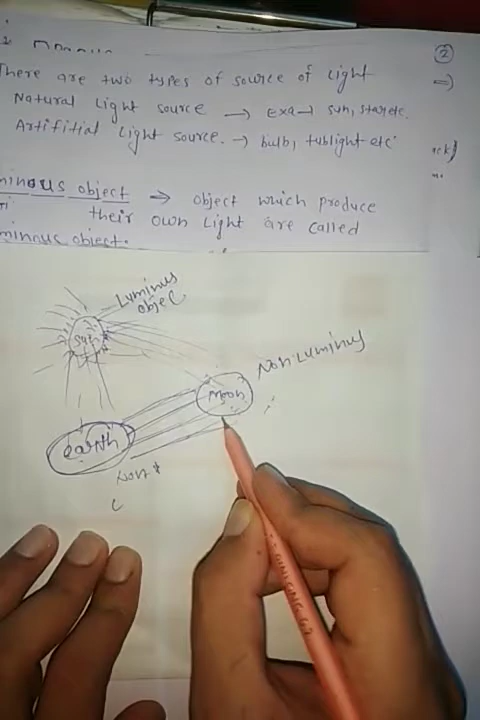 ②
There are two types of source of Light
Natural Light source → exa→ sun, star etc.
Artifitial Light source. → bulb, tublight etc
minous object → object which produce
their own Light are called
minous object.
Luminus
objec
sun
Non Luminus
Moon
earth
Non